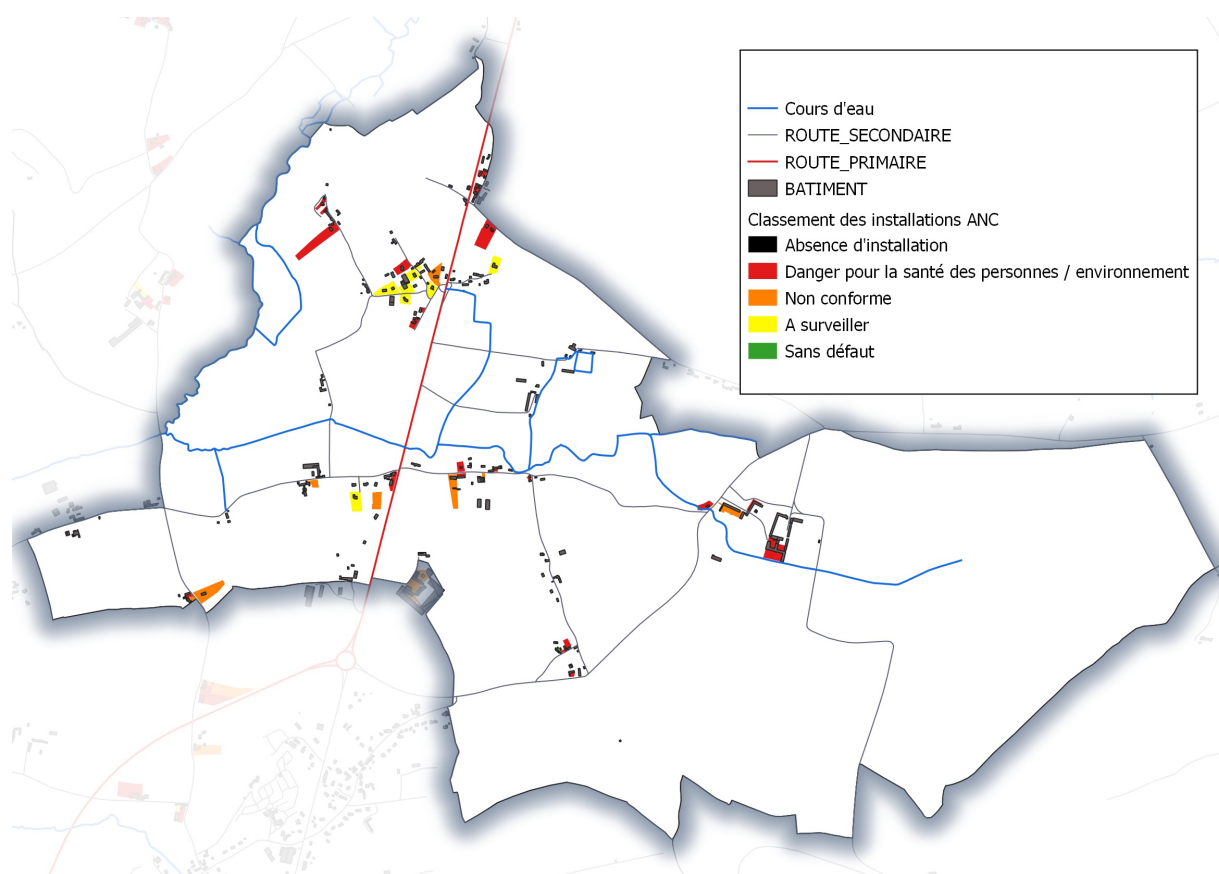 Cours d'eau
ROUTE_SECONDAIRE
ROUTE_PRIMAIRE
BATIMENT
Classement des installations ANC
Absence d'installation
Danger pour la santé des personnes / environnement
Non conforme
A surveiller
Sans défaut